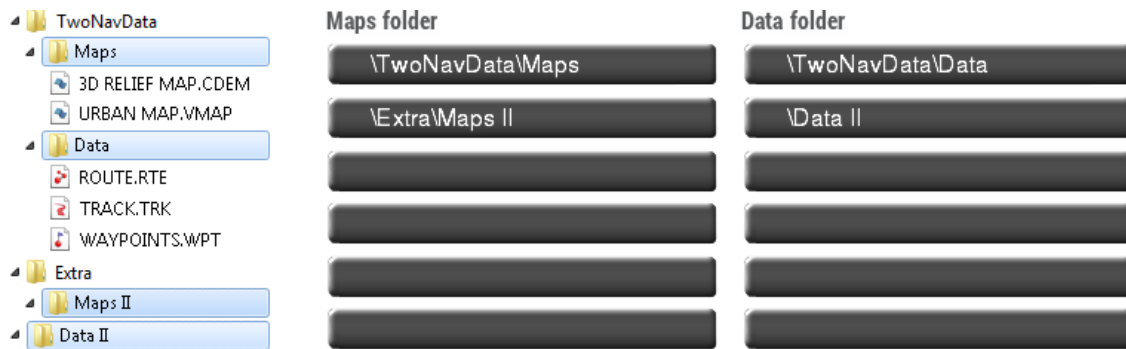 TwoNavData
Maps
3D RELIEF MAP.CDEM
URBAN MAP.VMAP
Data
ROUTE.RTE
TRACK.TRK
WAYPOINTS.WPT
Extra
Maps II
Data II
Maps folder
\TwoNavData\Maps
\Extra\Maps II
Data folder
\TwoNavData\Data
\Data II